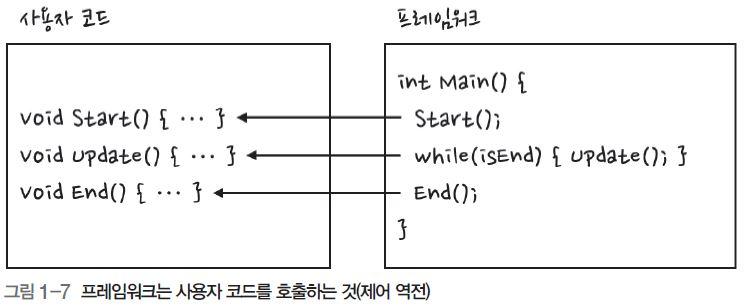 사용자 코드
프레임워크
void Start() { ... }
void update() { ... }
void End() { ... }
int Main() {
Start();
while(isEnd) { update(); }
End();
}
그림 1-7 프레임워크는 사용자 코드를 호출하는 것(제어 역전)